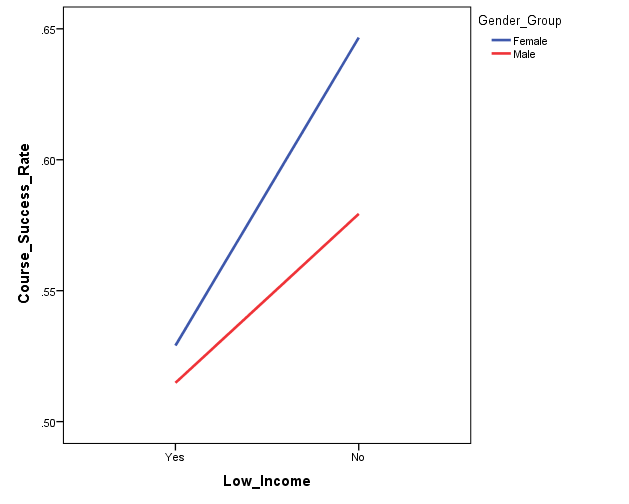 Gender_Group
Female
Male
.65
.60
.55
.50
Course_Success_Rate
Yes
No
Low_Income